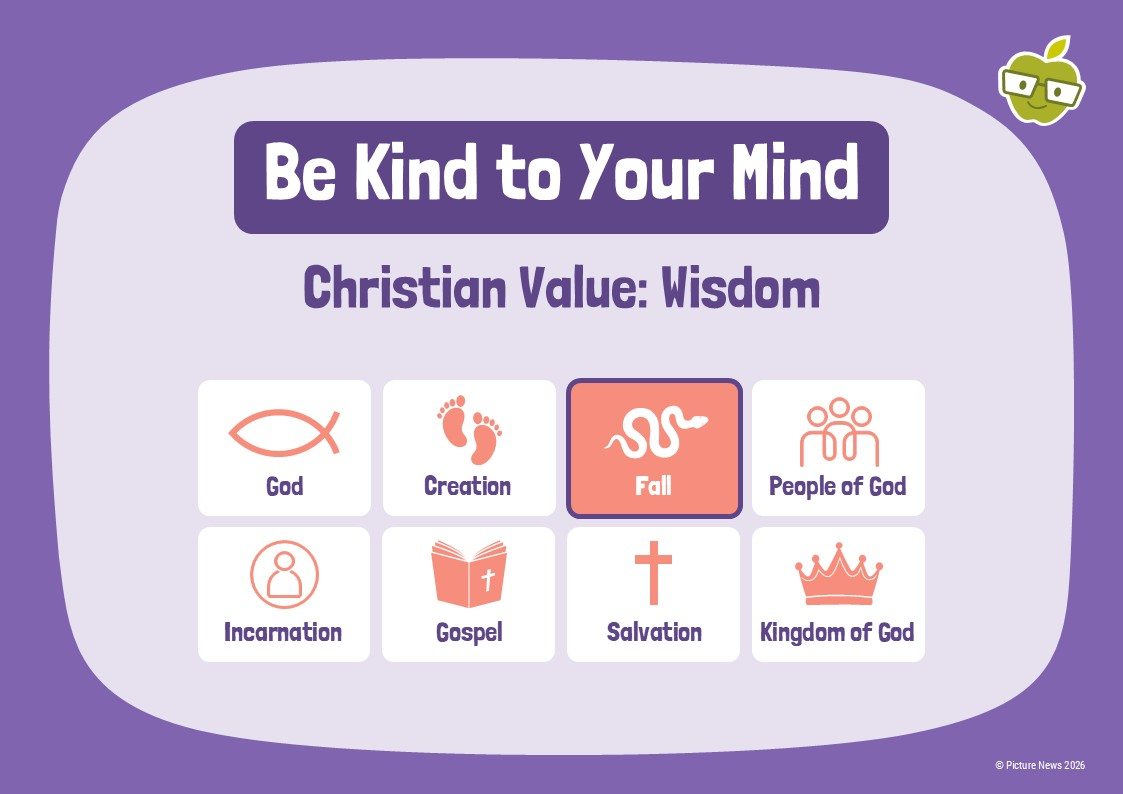 Be Kind to Your Mind
Christian Value: Wisdom
God
Creation
Fall
People of God
Incarnation
Gospel
Salvation
Kingdom of God
© Picture News 2026